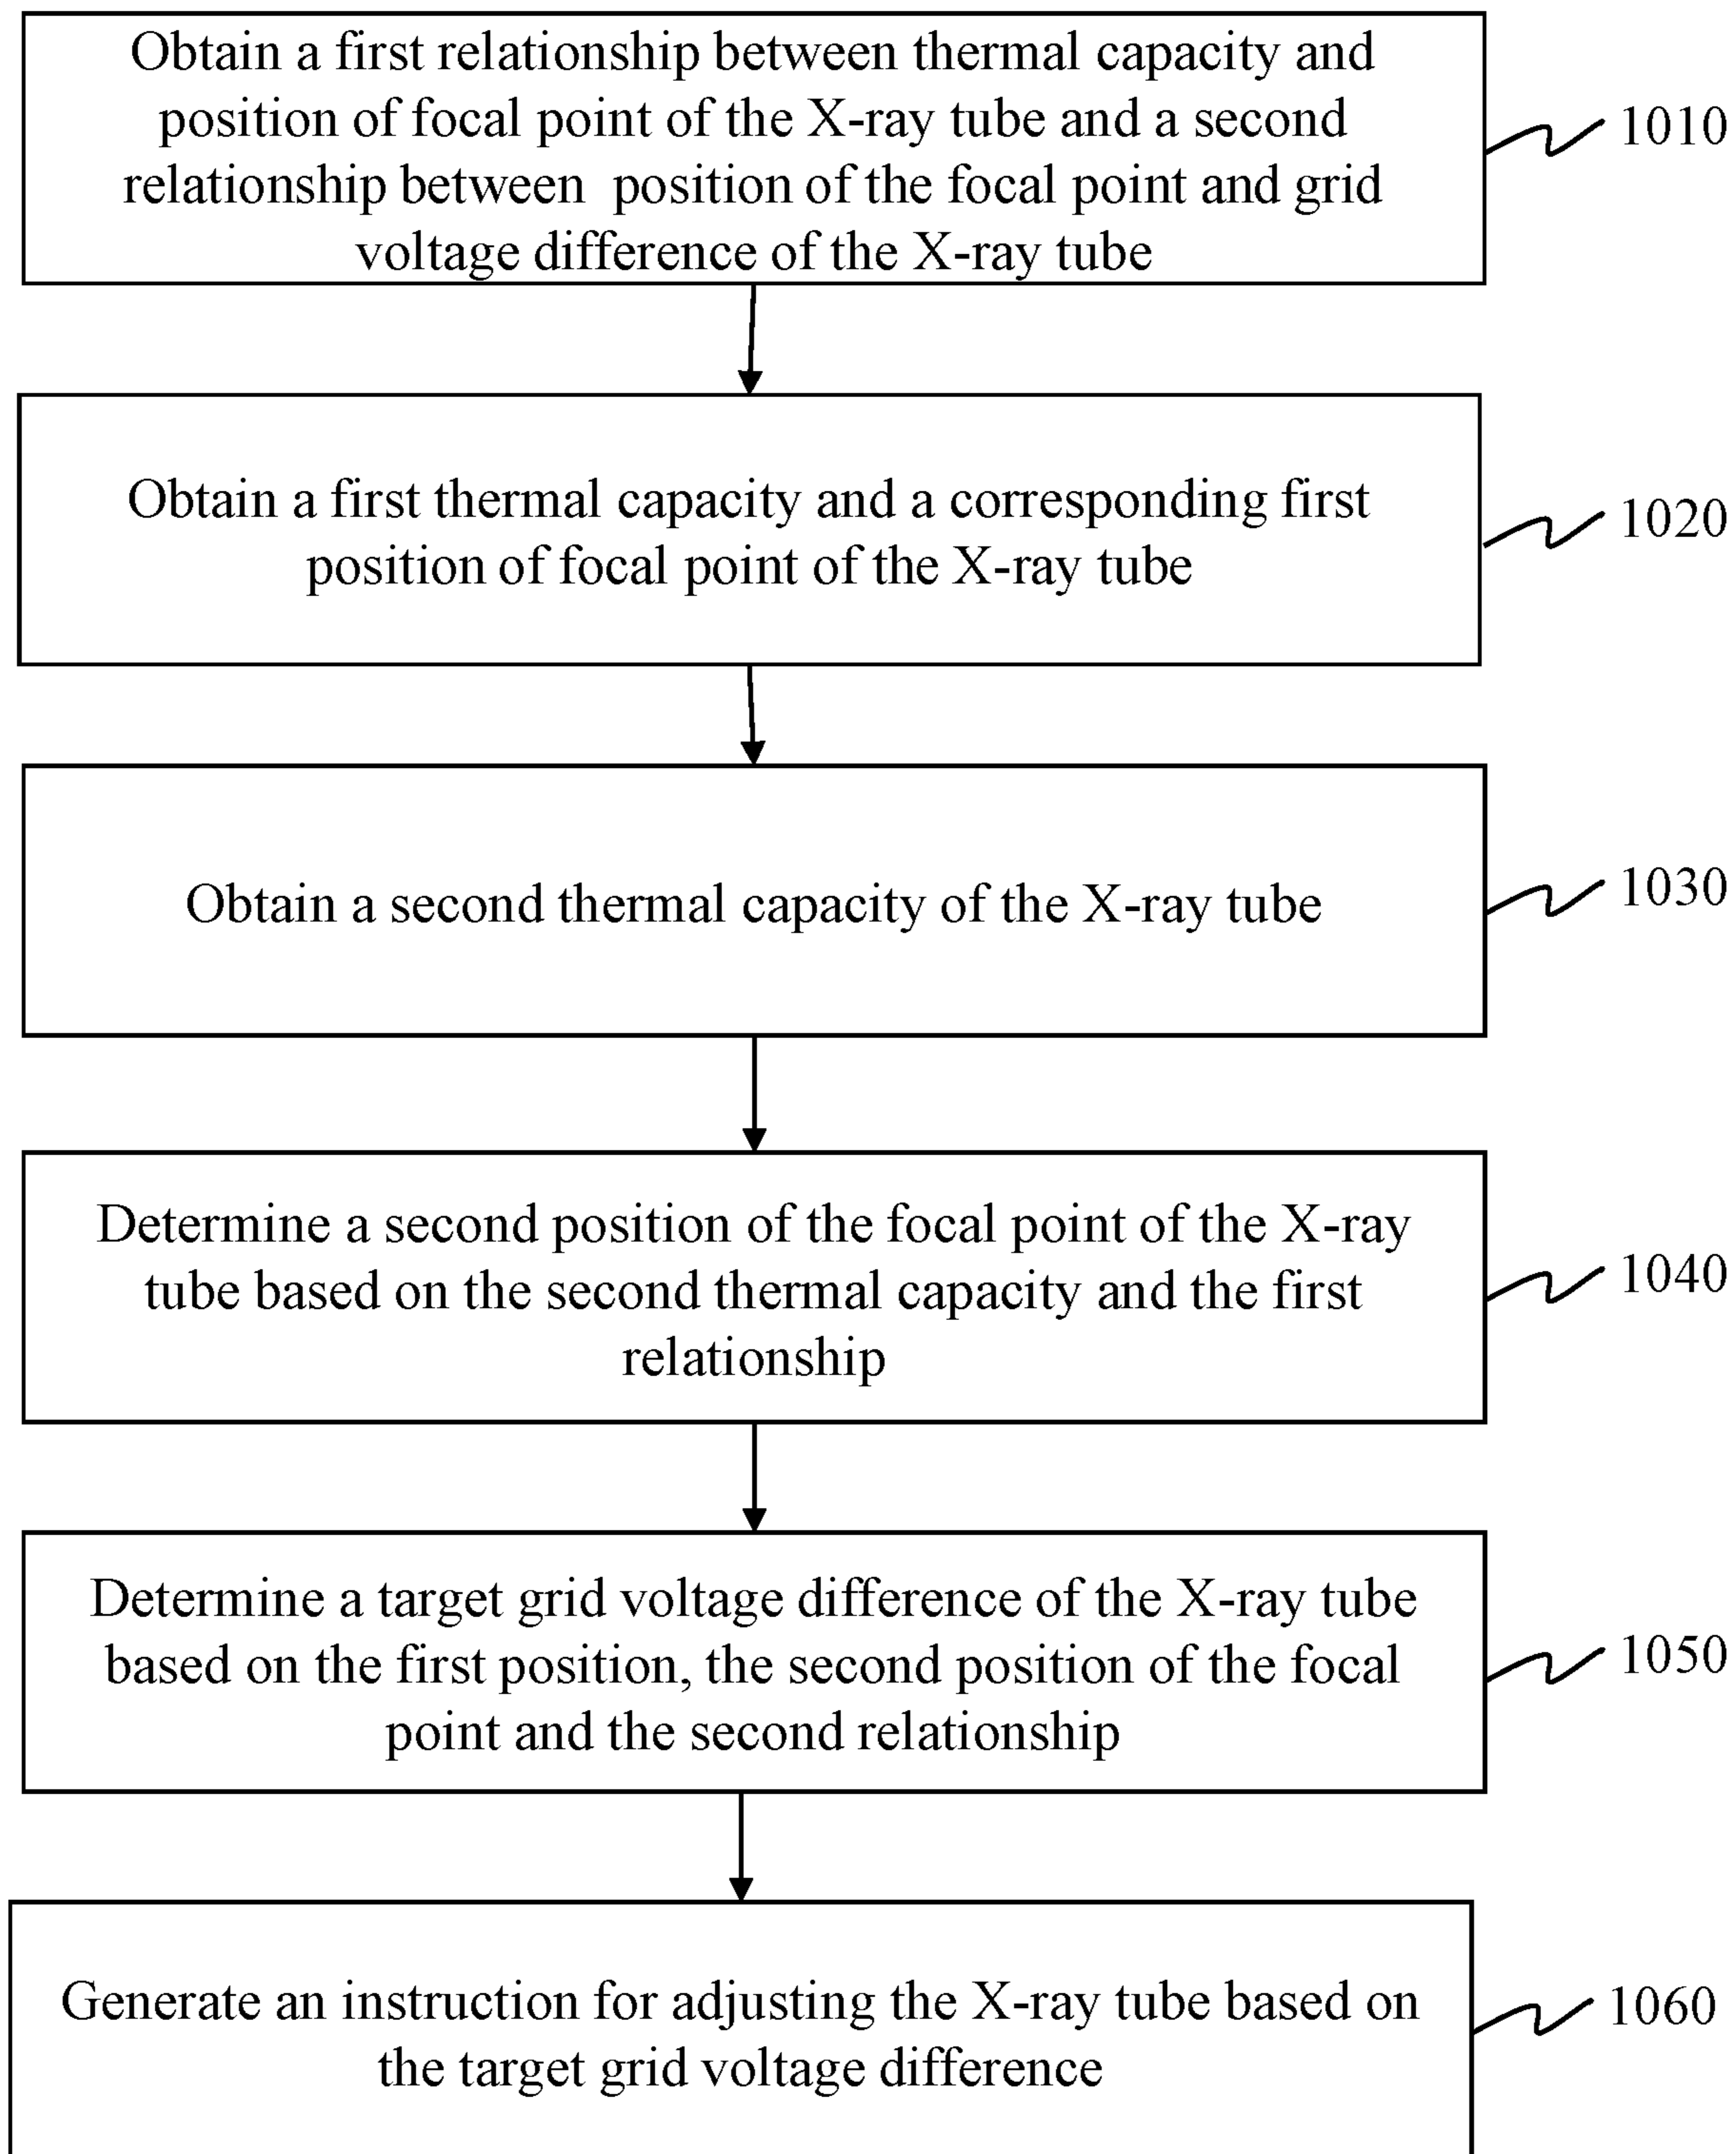 Obtain a first relationship between thermal capacity and
position of focal point of the X-ray tube and a second
relationship between position of the focal point and grid
voltage difference of the X-ray tube
1010
Obtain a first thermal capacity and a corresponding first
position of focal point of the X-ray tube
1020
Obtain a second thermal capacity of the X-ray tube
1030
Determine a second position of the focal point of the X-ray
tube based on the second thermal capacity and the first
relationship
1040
Determine a target grid voltage difference of the X-ray tube
based on the first position, the second position of the focal
point and the second relationship
1050
Generate an instruction for adjusting the X-ray tube based on
the target grid voltage difference
1060